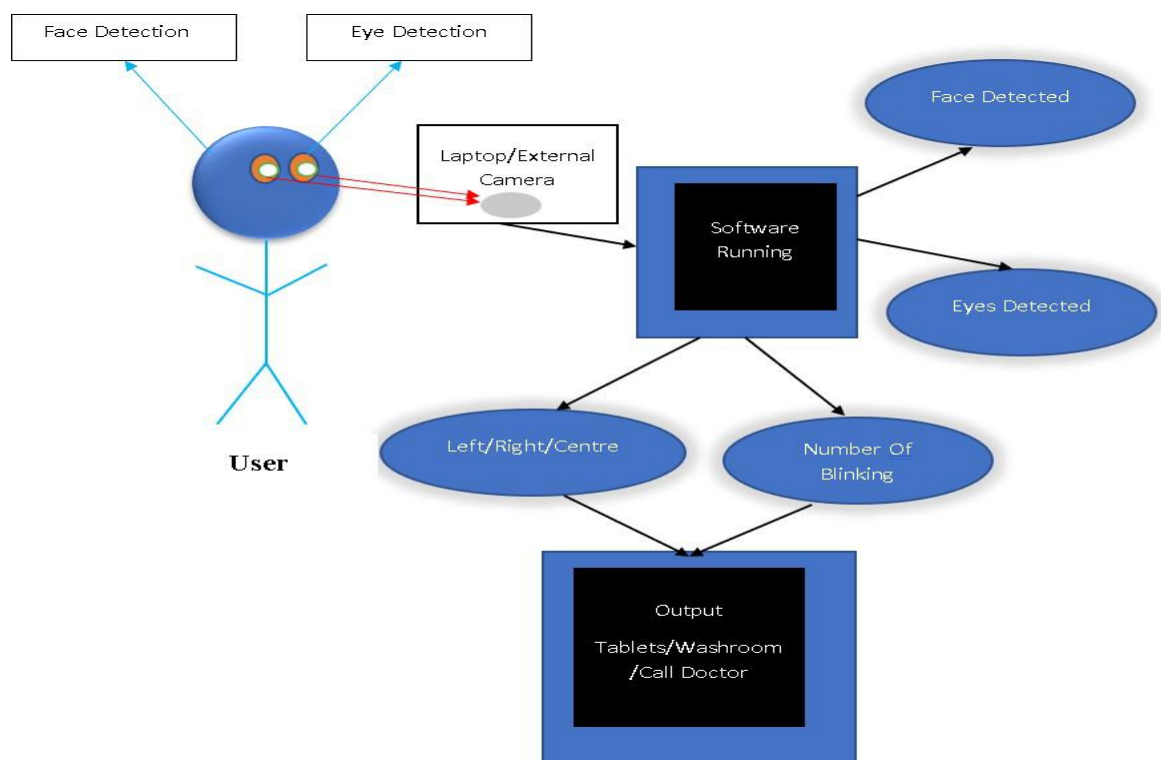 Face Detection
Eye Detection
Face Detected
Laptop/External
Camera
Software
Running
Eyes Detected
Left/Right/Centre
Number Of
Blinking
User
Output
Tablets/Washroom
/Call Doctor